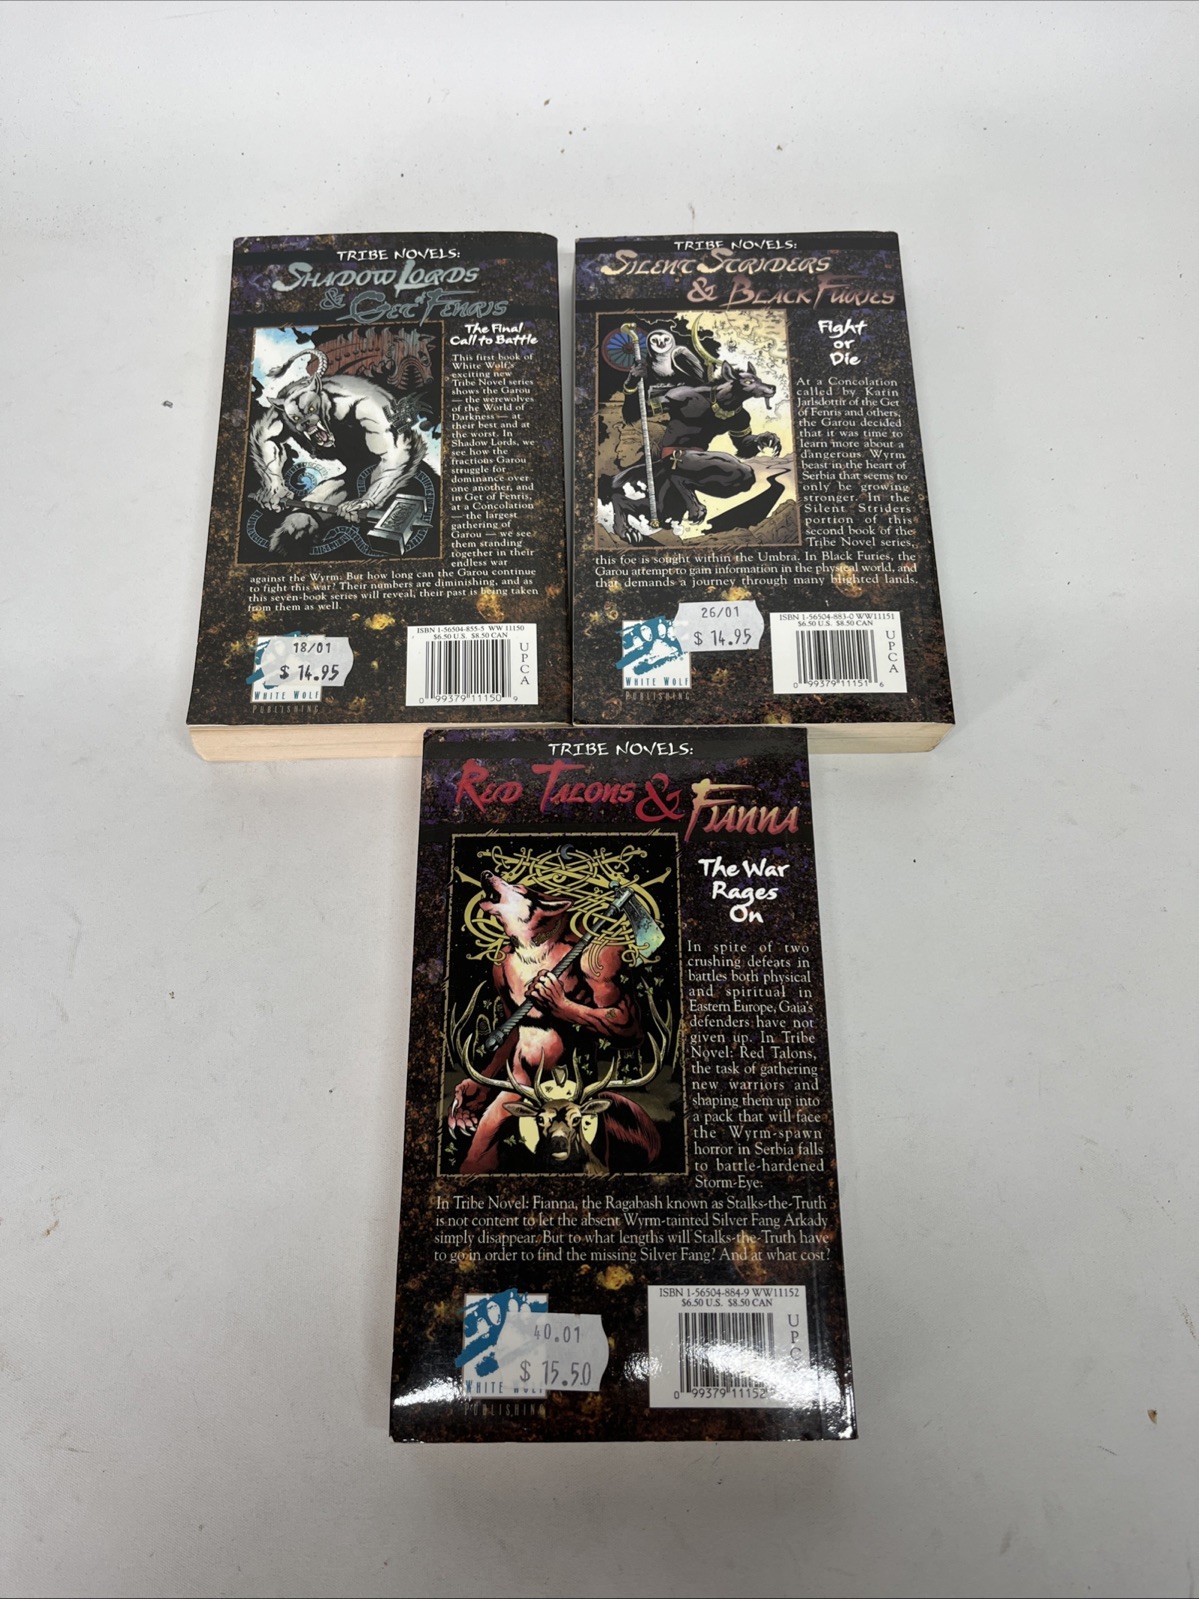 TRIBE NOVELS:
SHADOW LORDS
& GET of FENRIS
The Final
Call to Battle
This first book of
White Wolf's
exciting new
Tribe Novel series
shows the Garou
— the werewolves
of the World of
Darkness — at
their best and at
the worst. In
Shadow Lords, we
see how the
fractious Garou
struggle for
dominance over
one another, and
in Get of Fenris,
at a Concolation
— the largest
gathering of
Garou — we see
them standing
together in their
endless war
against the Wyrm. But how long can the Garou continue
to fight this war? Their numbers are diminishing, and as
this seven-book series will reveal, their past is being taken
from them as well.
18/01
$ 14.95
WHITE WOLF
PUBLISHING
ISBN 1-56504-855-5 WW 11150
$6.50 U.S. $8.50 CAN
UPCA
0 99379 11150 9
TRIBE NOVELS:
SILENT STRIDERS
& BLACK FURIES
Fight
or
Die
At a Concolation
called by Karin
Jarlsdottir of the Get
of Fenris and others,
the Garou decided
that it was time to
learn more about a
dangerous Wyrm
beast in the heart of
Serbia that seems to
only be growing
stronger. In the
Silent Striders
portion of this
second book of the
Tribe Novel series,
this foe is sought within the Umbra. In Black Furies, the
Garou attempt to gain information in the physical world, and
that demands a journey through many blighted lands.
26/01
$ 14.95
WHITE WOLF
PUBLISHING
ISBN 1-56504-883-0 WW11151
$6.50 U.S. $8.50 CAN
UPCA
0 99379 11151 6
TRIBE NOVELS:
RED TALONS & FIANNA
The War
Rages
On
In spite of two
crushing defeats in
battles both physical
and spiritual in
Eastern Europe, Gaia's
defenders have not
given up. In Tribe
Novel: Red Talons,
the task of gathering
new warriors and
shaping them up into
a pack that will face
the Wyrm-spawn
horror in Serbia falls
to battle-hardened
Storm-Eye.
In Tribe Novel: Fianna, the Ragabash known as Stalks-the-Truth
is not content to let the absent Wyrm-tainted Silver Fang Arkady
simply disappear. But to what lengths will Stalks-the-Truth have
to go in order to find the missing Silver Fang? And at what cost?
40.01
$ 15.50
WHITE WOLF
PUBLISHING
ISBN 1-56504-884-9 WW11152
$6.50 U.S. $8.50 CAN
UPC
0 99379 11152